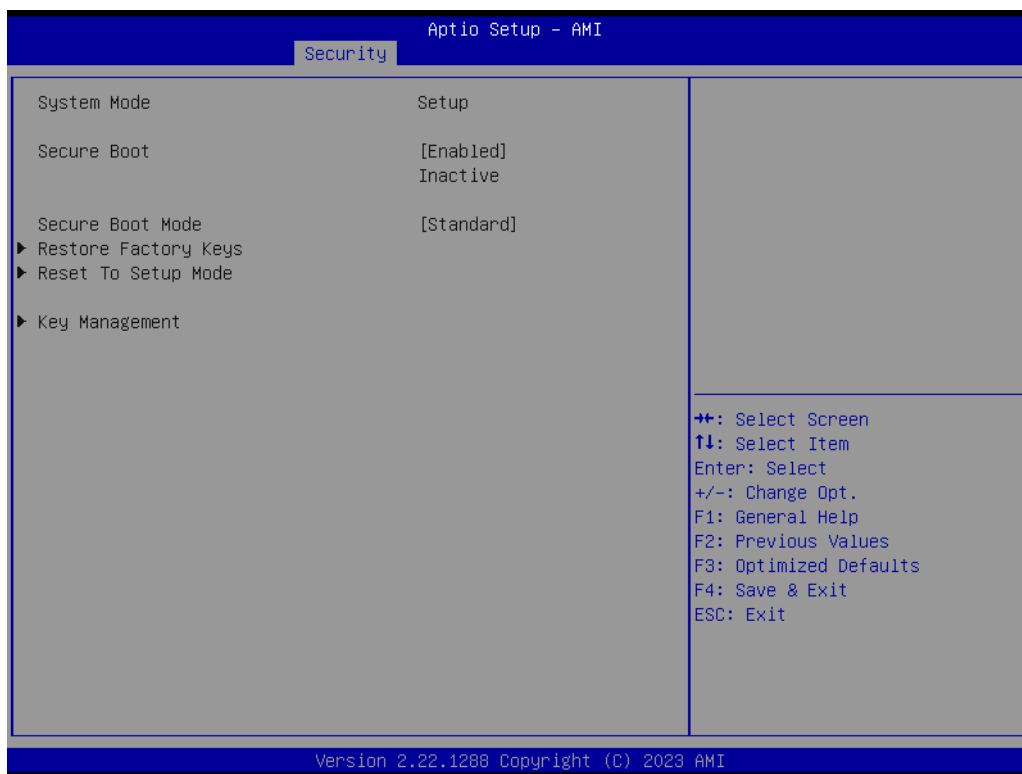 Aptio Setup - AMI
Security
System Mode Setup
Secure Boot [Enabled]
Inactive
Secure Boot Mode [Standard]
Restore Factory Keys
Reset To Setup Mode
Key Management
→←: Select Screen
↑↓: Select Item
Enter: Select
+/-: Change Opt.
F1: General Help
F2: Previous Values
F3: Optimized Defaults
F4: Save & Exit
ESC: Exit
Version 2.22.1288 Copyright (C) 2023 AMI